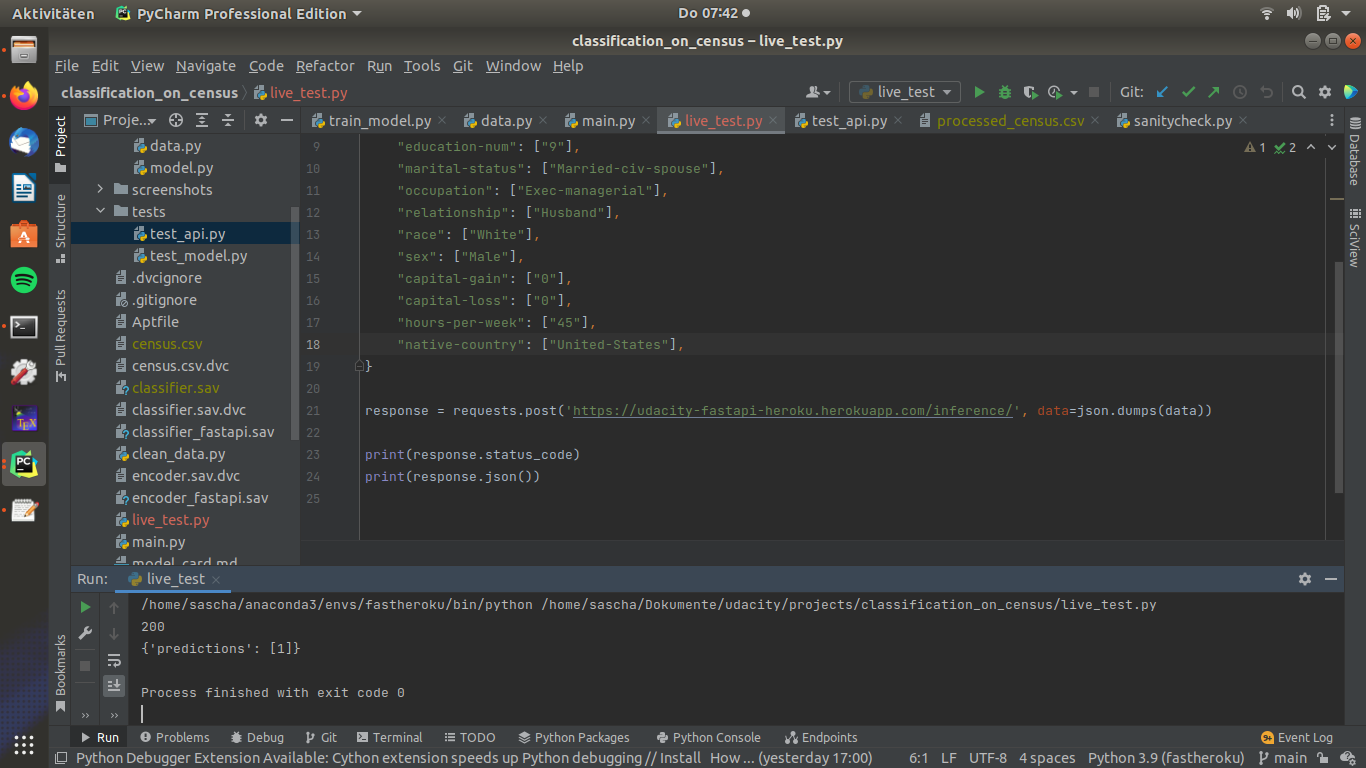 Aktivitäten PyCharm Professional Edition Do 07:42
classification_on_census – live_test.py
File Edit View Navigate Code Refactor Run Tools Git Window Help
classification_on_census live_test.py live_test Git:
Proje... train_model.py data.py main.py live_test.py test_api.py processed_census.csv sanitycheck.py
Project
Structure
Pull Requests
Bookmarks
data.py
model.py
screenshots
tests
test_api.py
test_model.py
.dvcignore
.gitignore
Aptfile
census.csv
census.csv.dvc
classifier.sav
classifier.sav.dvc
classifier_fastapi.sav
clean_data.py
encoder.sav.dvc
encoder_fastapi.sav
live_test.py
main.py
model_card.md
9 "education-num": ["9"],
10 "marital-status": ["Married-civ-spouse"],
11 "occupation": ["Exec-managerial"],
12 "relationship": ["Husband"],
13 "race": ["White"],
14 "sex": ["Male"],
15 "capital-gain": ["0"],
16 "capital-loss": ["0"],
17 "hours-per-week": ["45"],
18 "native-country": ["United-States"],
19 }
20
21 response = requests.post('https://udacity-fastapi-heroku.herokuapp.com/inference/', data=json.dumps(data))
22
23 print(response.status_code)
24 print(response.json())
25
1 2
Database
SciView
Run: live_test
/home/sascha/anaconda3/envs/fastheroku/bin/python /home/sascha/Dokumente/udacity/projects/classification_on_census/live_test.py
200
{'predictions': [1]}
Process finished with exit code 0
Run Problems Debug Git Terminal TODO Python Packages Python Console Endpoints 9+ Event Log
Python Debugger Extension Available: Cython extension speeds up Python debugging // Install How ... (yesterday 17:00) 6:1 LF UTF-8 4 spaces Python 3.9 (fastheroku) main